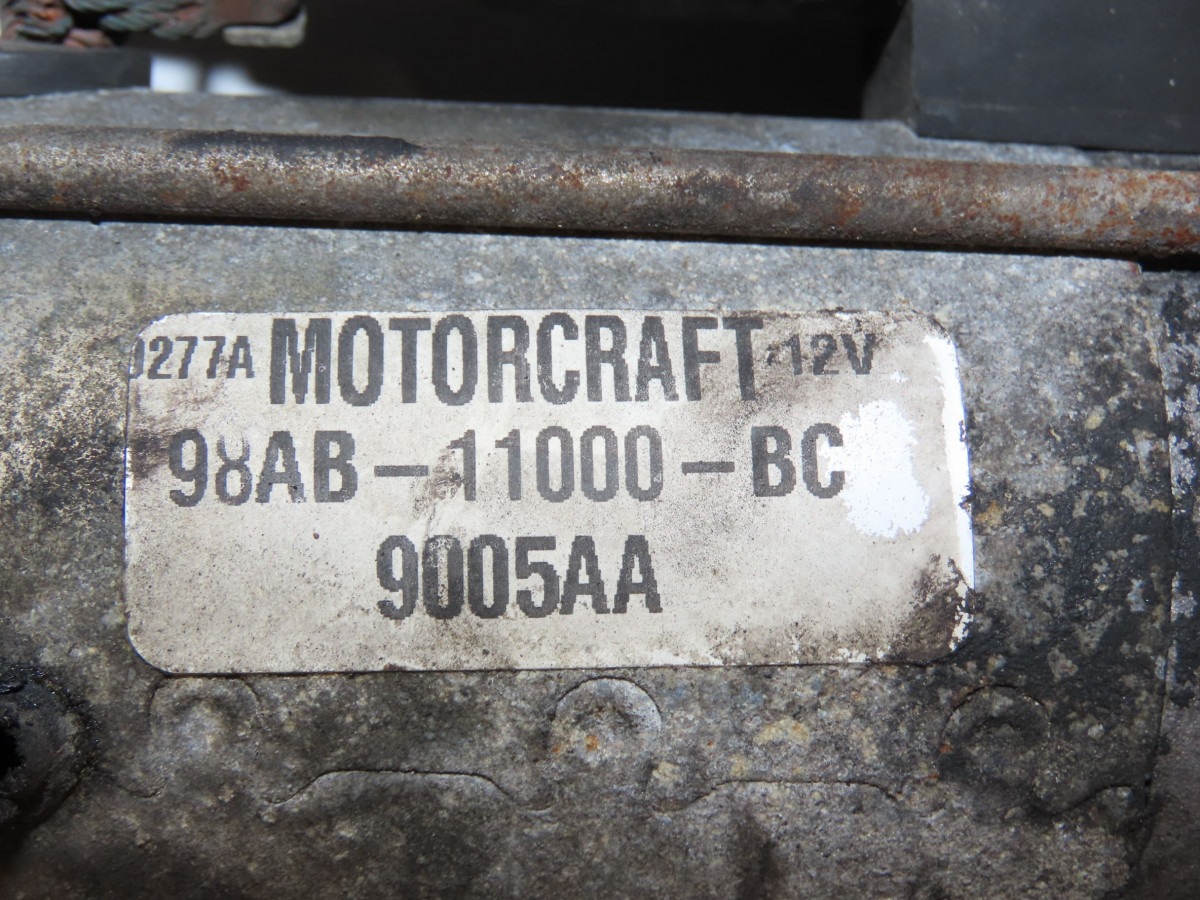 0277A MOTORCRAFT 12V
98AB-11000-BC
9005AA